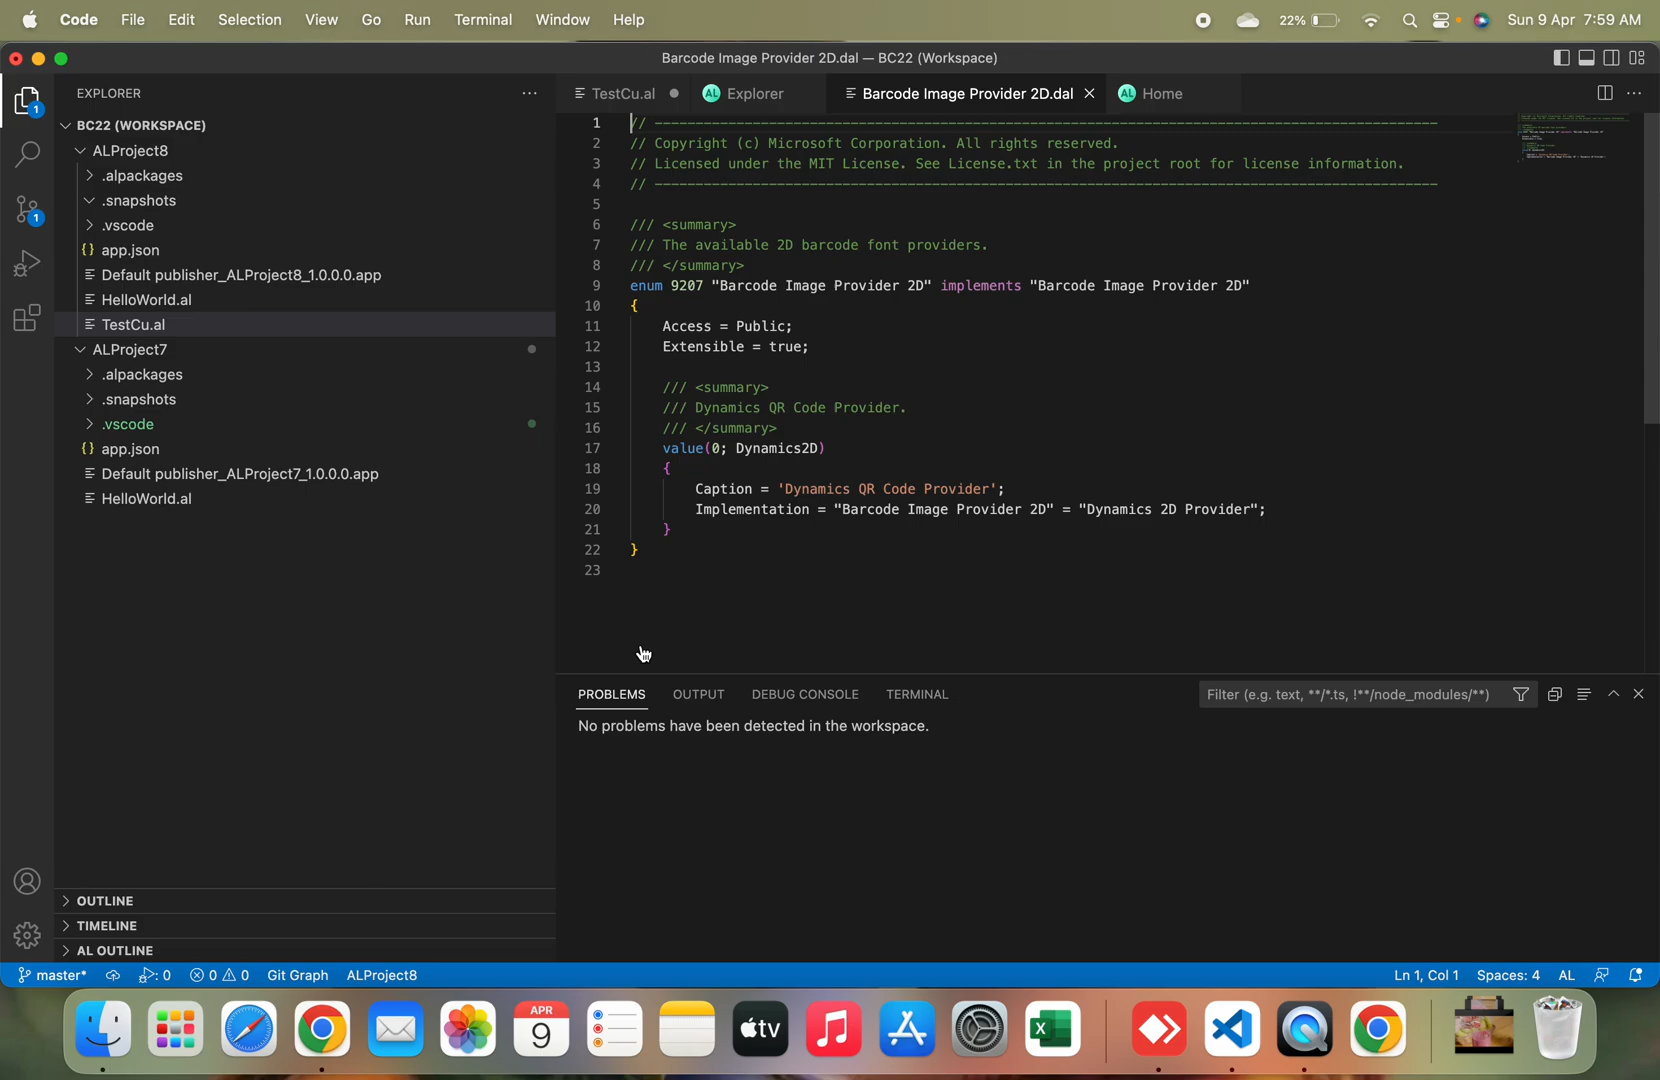 Code File Edit Selection View Go Run Terminal Window Help 22% Sun 9 Apr 7:59 AM
Barcode Image Provider 2D.dal — BC22 (Workspace)
EXPLORER
BC22 (WORKSPACE)
ALProject8
.alpackages
.snapshots
.vscode
{} app.json
Default publisher_ALProject8_1.0.0.0.app
HelloWorld.al
TestCu.al
ALProject7
.alpackages
.snapshots
.vscode
{} app.json
Default publisher_ALProject7_1.0.0.0.app
HelloWorld.al
OUTLINE
TIMELINE
AL OUTLINE
1
1
TestCu.al AL Explorer Barcode Image Provider 2D.dal AL Home
1 // ------------------------------------------------------------------------------------------------
2 // Copyright (c) Microsoft Corporation. All rights reserved.
3 // Licensed under the MIT License. See License.txt in the project root for license information.
4 // ------------------------------------------------------------------------------------------------
5
6 /// <summary>
7 /// The available 2D barcode font providers.
8 /// </summary>
9 enum 9207 "Barcode Image Provider 2D" implements "Barcode Image Provider 2D"
10 {
11 Access = Public;
12 Extensible = true;
13
14 /// <summary>
15 /// Dynamics QR Code Provider.
16 /// </summary>
17 value(0; Dynamics2D)
18 {
19 Caption = 'Dynamics QR Code Provider';
20 Implementation = "Barcode Image Provider 2D" = "Dynamics 2D Provider";
21 }
22 }
23
PROBLEMS OUTPUT DEBUG CONSOLE TERMINAL Filter (e.g. text, **/*.ts, !**/node_modules/**)
No problems have been detected in the workspace.
master* 0 0 0 Git Graph ALProject8 Ln 1, Col 1 Spaces: 4 AL
APR
9
tv
X